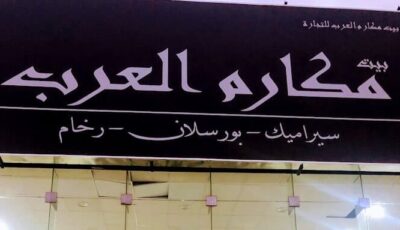 بيت مكارم العرب للتجارة
بيت
مكارم العرب
سيراميك - بورسلان - رخام